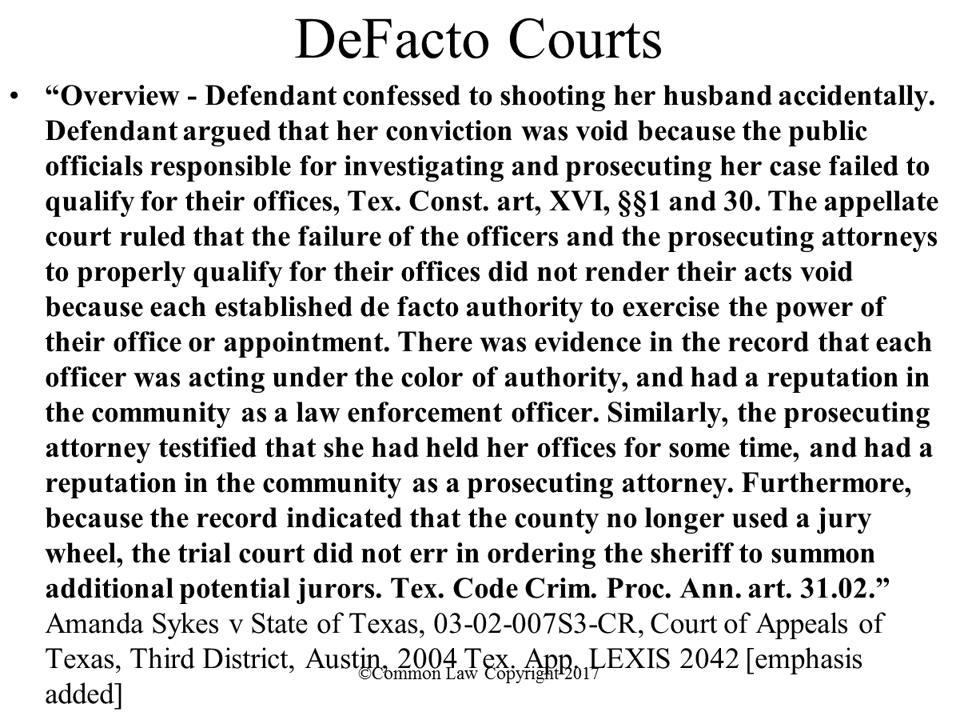 DeFacto Courts
• “Overview - Defendant confessed to shooting her husband accidentally.
Defendant argued that her conviction was void because the public
officials responsible for investigating and prosecuting her case failed to
qualify for their offices, Tex. Const. art, XVI, §§1 and 30. The appellate
court ruled that the failure of the officers and the prosecuting attorneys
to properly qualify for their offices did not render their acts void
because each established de facto authority to exercise the power of
their office or appointment. There was evidence in the record that each
officer was acting under the color of authority, and had a reputation in
the community as a law enforcement officer. Similarly, the prosecuting
attorney testified that she had held her offices for some time, and had a
reputation in the community as a prosecuting attorney. Furthermore,
because the record indicated that the county no longer used a jury
wheel, the trial court did not err in ordering the sheriff to summon
additional potential jurors. Tex. Code Crim. Proc. Ann. art. 31.02.”
Amanda Sykes v State of Texas, 03-02-007S3-CR, Court of Appeals of
Texas, Third District, Austin, 2004 Tex. App. LEXIS 2042 [emphasis
added]
©Common Law Copyright 2017